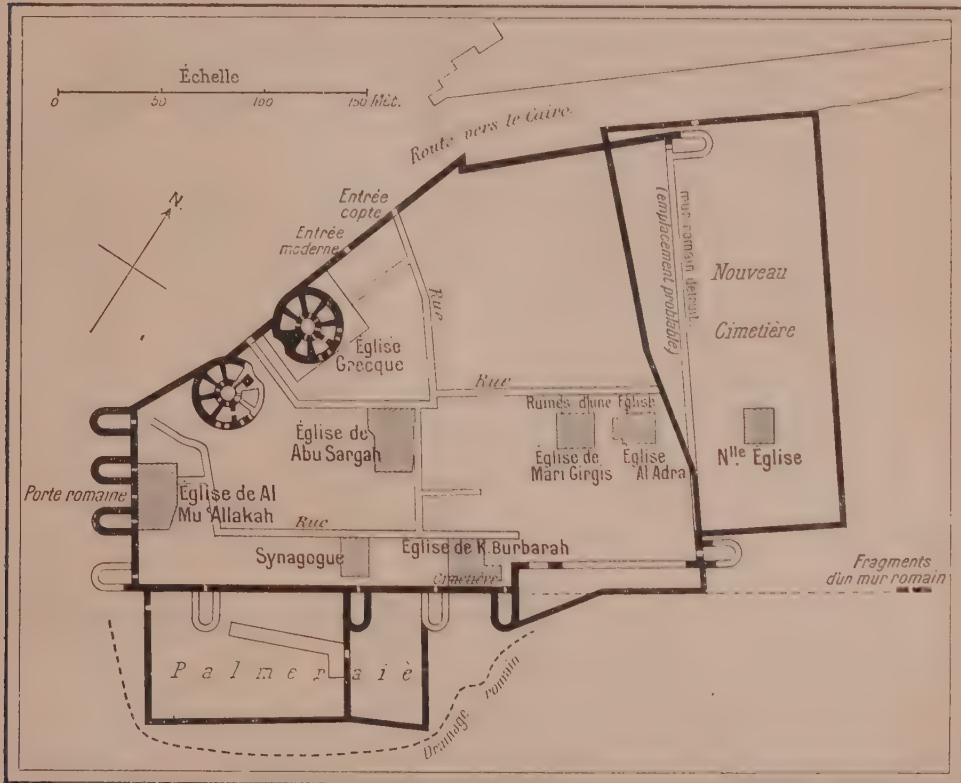 Échelle
0 50 100 150 Mèt.
Route vers le Caire.
N.
Entrée
copte
Entrée
moderne
mur romain détruit.
(emplacement problable)
Nouveau
Cimetière
Rue
Église
Grecque
Rue
Ruines d'une Église
Église de
Abu Sargah
Église de
Mari Girgis
Église
Al Adra
Nlle. Église
Porte romaine
Église de Al
Mu 'Allakah
Rue
Synagogue
Église de K. Burbarah
Cimetière
Fragments
d'un mur romain
Palmeraiè
Drainage romain